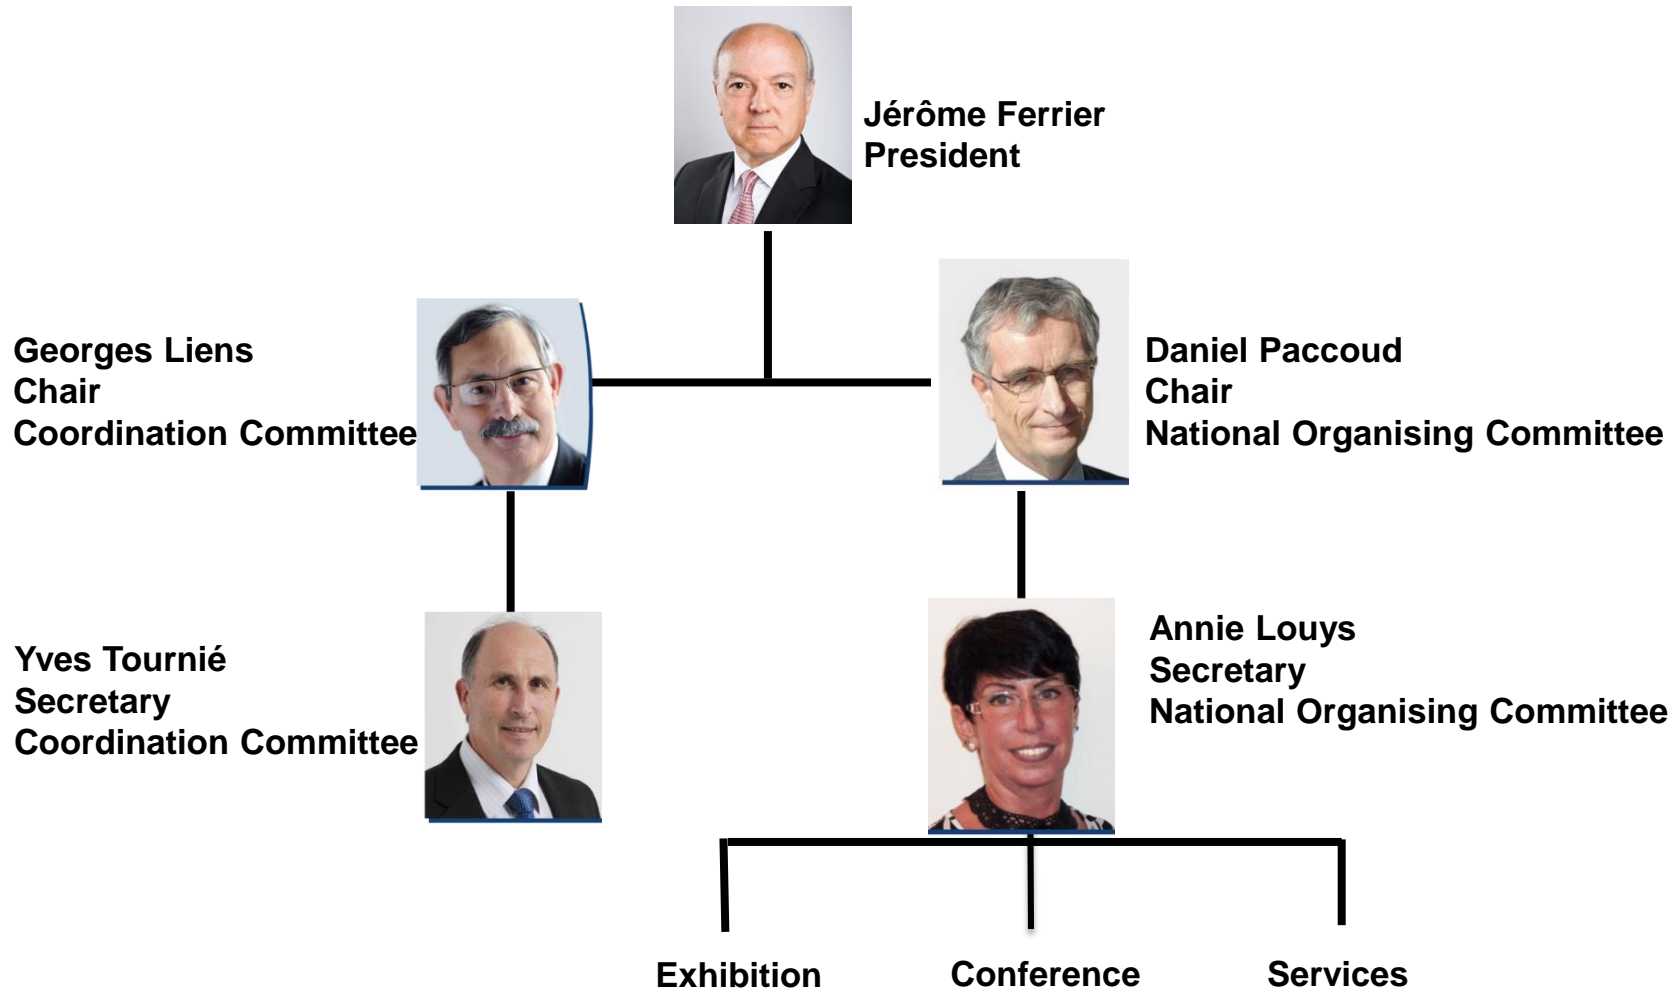 Jérôme Ferrier
President
Georges Liens
Chair
Coordination Committee
Daniel Paccoud
Chair
National Organising Committee
Yves Tournié
Secretary
Coordination Committee
Annie Louys
Secretary
National Organising Committee
Exhibition
Conference
Services